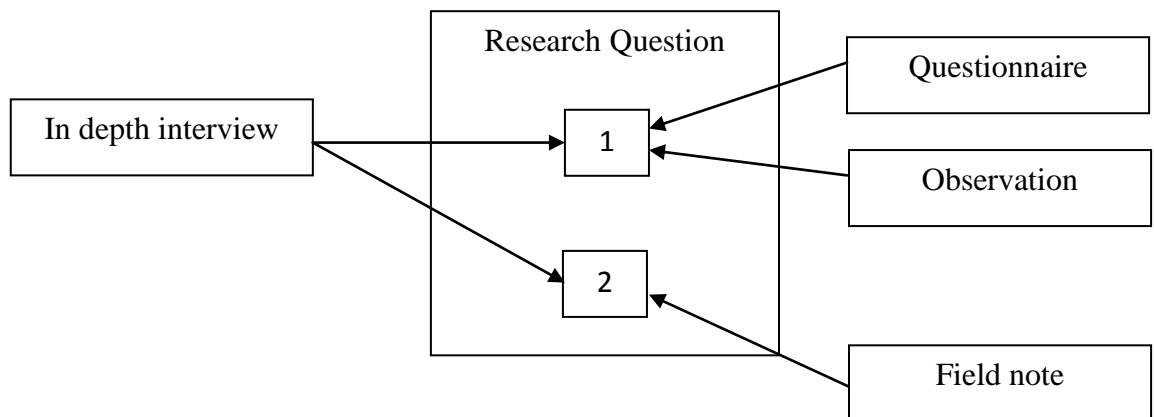 Research Question
Questionnaire
In depth interview
1
Observation
2
Field note